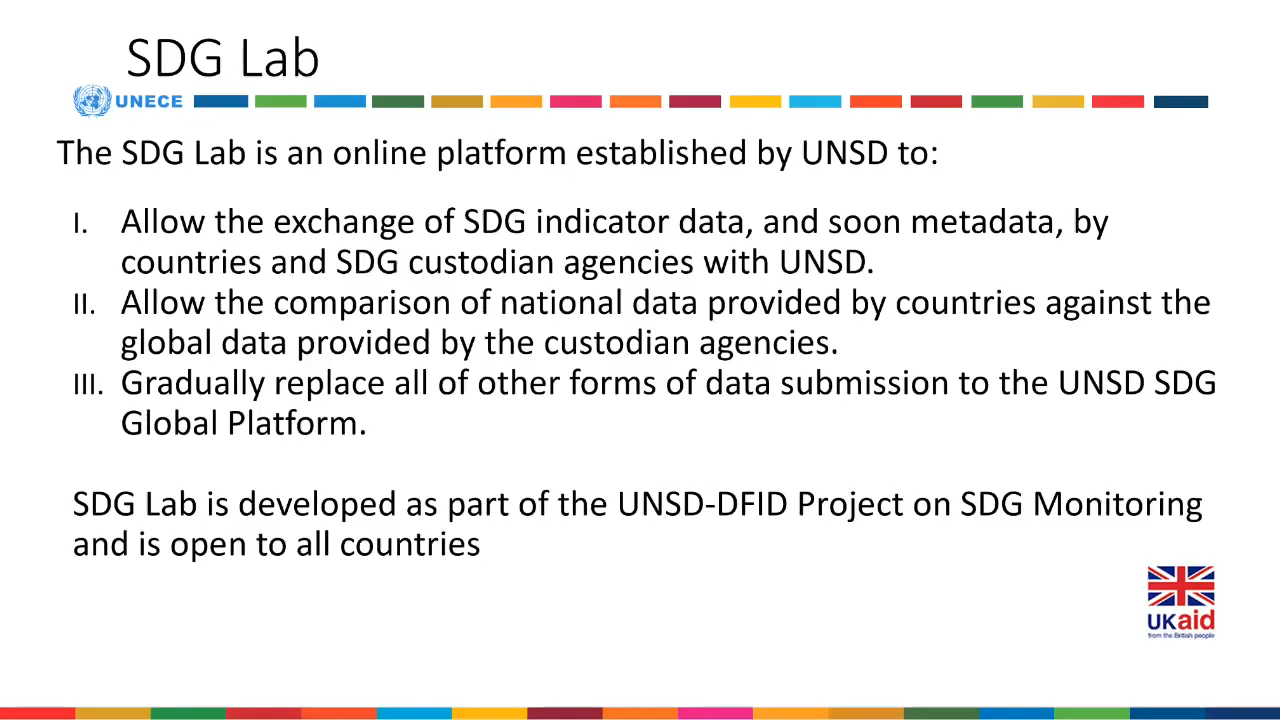 SDG Lab
UNECE
The SDG Lab is an online platform established by UNSD to:
I. Allow the exchange of SDG indicator data, and soon metadata, by
countries and SDG custodian agencies with UNSD.
II. Allow the comparison of national data provided by countries against the
global data provided by the custodian agencies.
III. Gradually replace all of other forms of data submission to the UNSD SDG
Global Platform.
SDG Lab is developed as part of the UNSD-DFID Project on SDG Monitoring
and is open to all countries
UKaid
from the British people